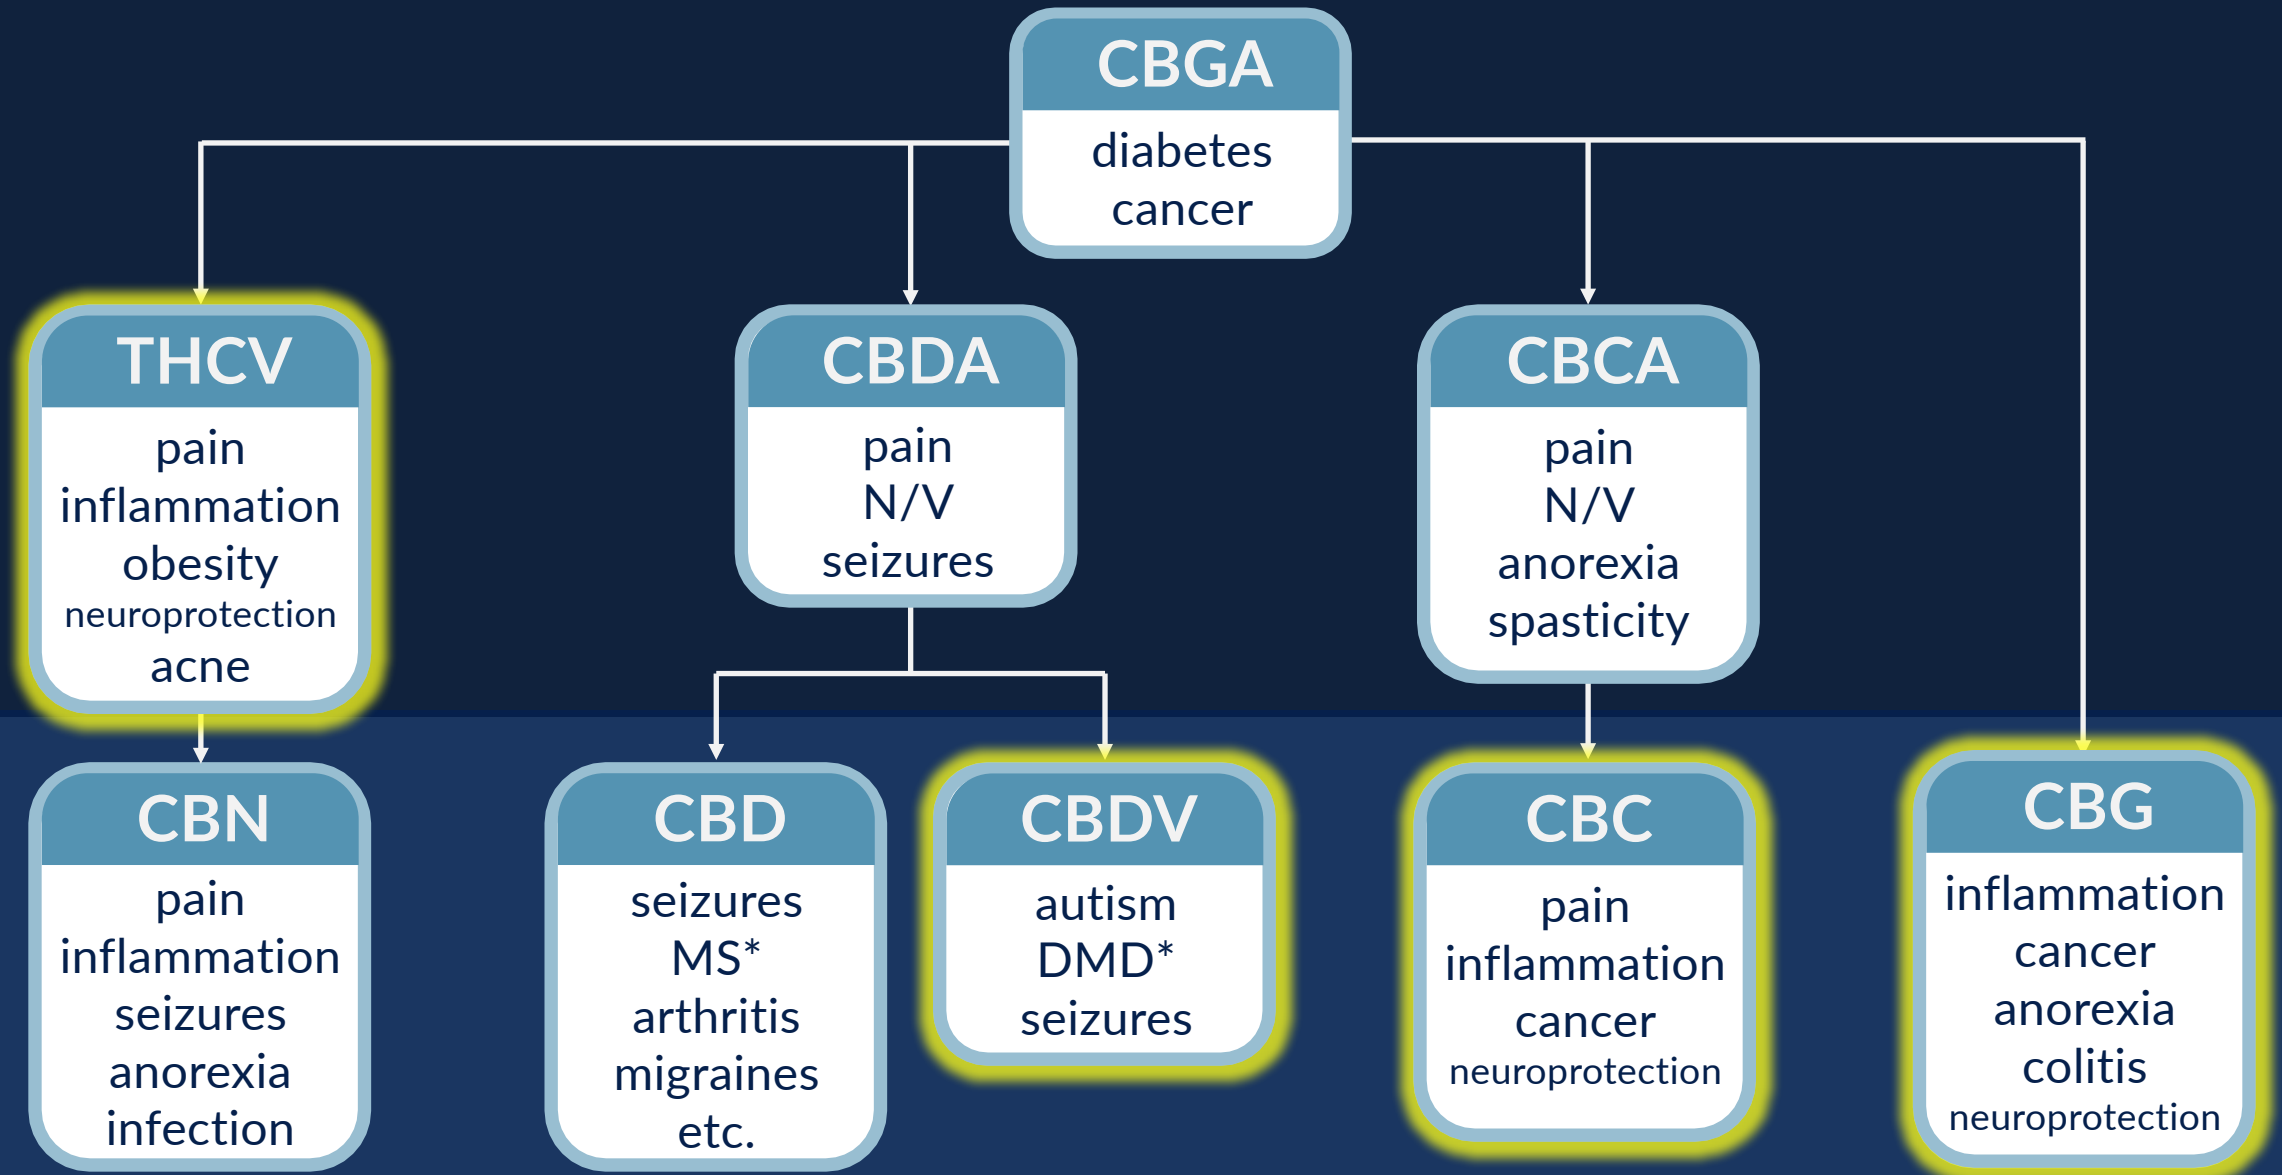 CBGA
diabetes
cancer
THCV
pain
inflammation
obesity
neuroprotection
acne
CBDA
pain
N/V
seizures
CBCA
pain
N/V
anorexia
spasticity
CBN
pain
inflammation
seizures
anorexia
infection
CBD
seizures
MS*
arthritis
migraines
etc.
CBDV
autism
DMD*
seizures
CBC
pain
inflammation
cancer
neuroprotection
CBG
inflammation
cancer
anorexia
colitis
neuroprotection